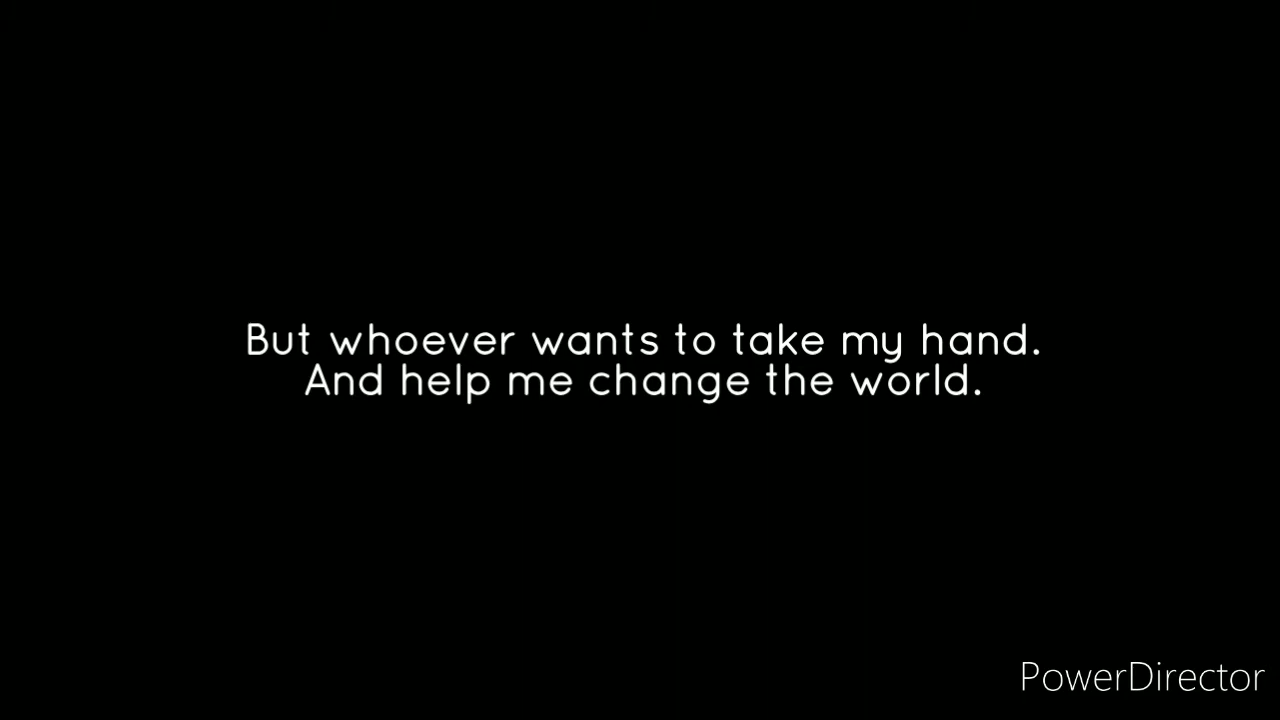 But whoever wants to take my hand.
And help me change the world.
PowerDirector